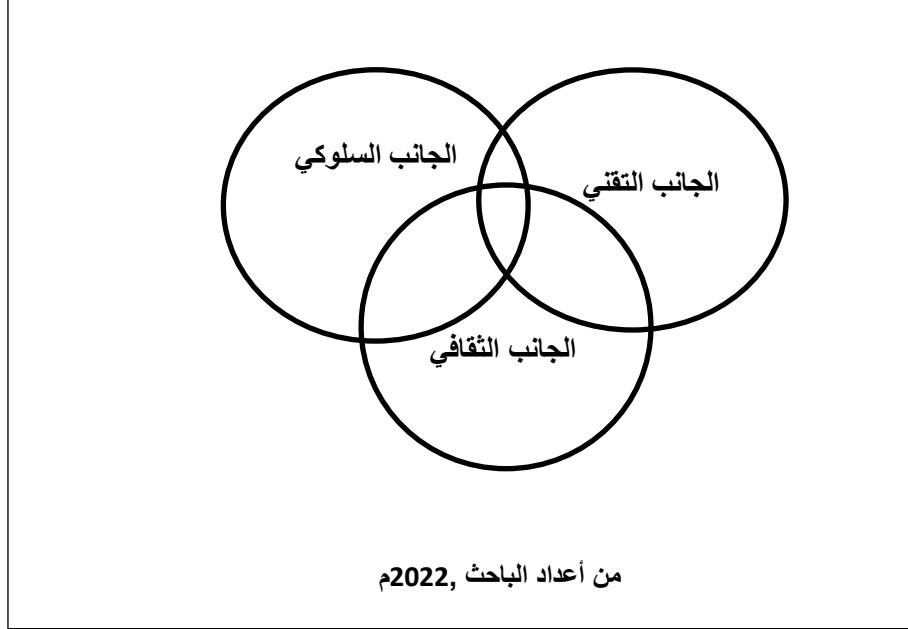 الجانب السلوكي
الجانب التقني
الجانب الثقافي
من أعداد الباحث ,2022م